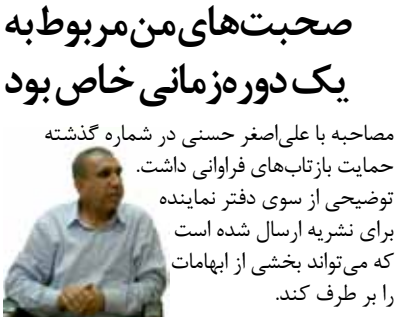 صحبت‌های من مربوط به
یک دوره زمانی خاص بود
مصاحبه با علی‌اصغر حسنی در شماره گذشته
حمایت بازتاب‌های فراوانی داشت.
توضیحی از سوی دفتر نماینده
برای نشریه ارسال شده است
که می‌تواند بخشی از ابهامات
را بر طرف کند.